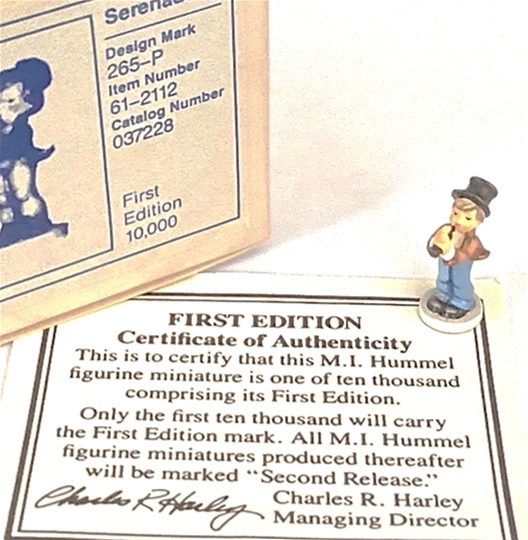 Design Mark
265-P
Item Number
61-2112
Catalog Number
037228
First
Edition
10,000
FIRST EDITION
Certificate of Authenticity
This is to certify that this M.I. Hummel
figurine miniature is one of ten thousand
comprising its First Edition.
Only the first ten thousand will carry
the First Edition mark. All M.I. Hummel
figurine miniatures produced thereafter
will be marked “Second Release.”
Charles R Harley Charles R. Harley
Managing Director